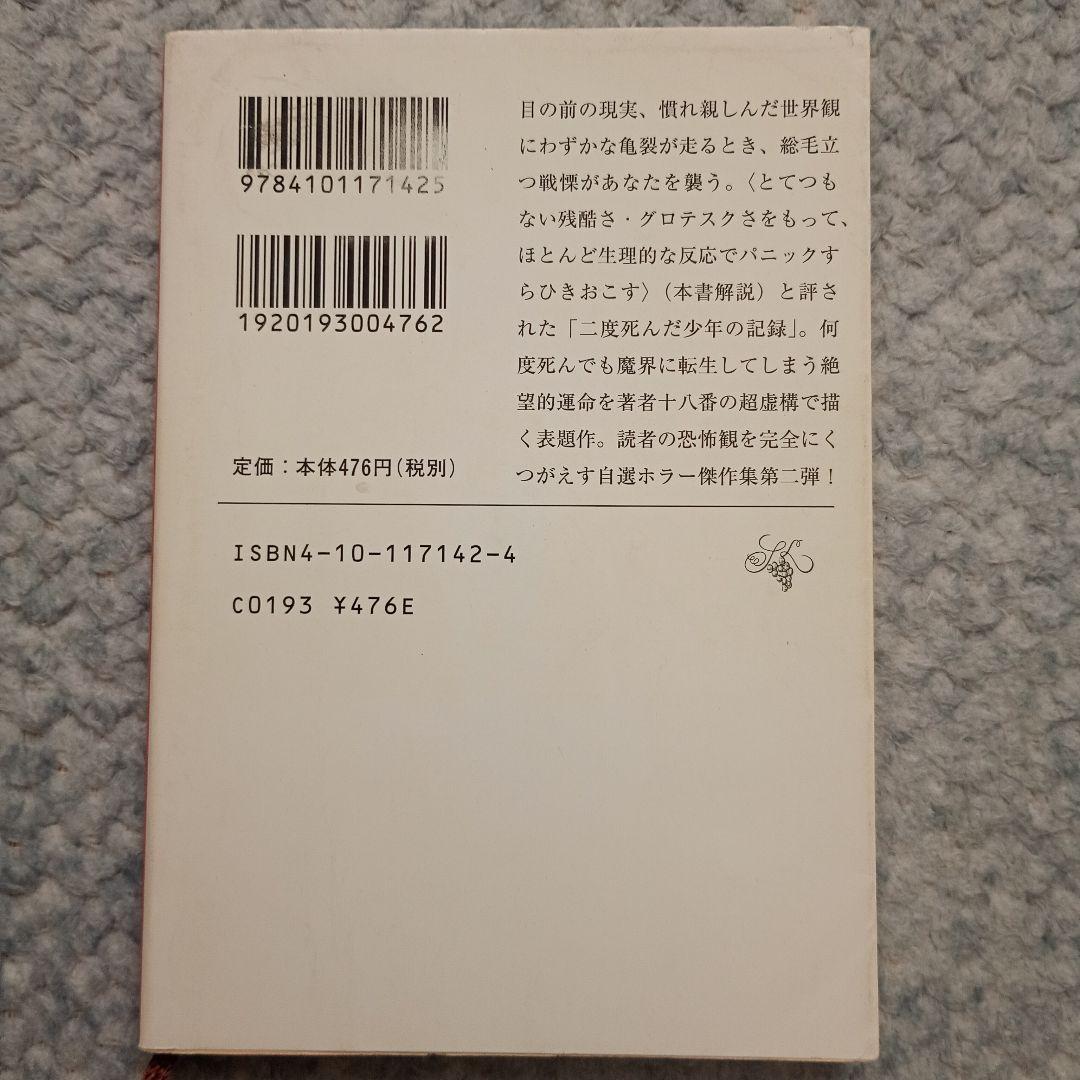 9784101171425
1920193004762
定価：本体476円(税別)
目の前の現実、慣れ親しんだ世界観
にわずかな亀裂が走るとき、総毛立
つ戦慄があなたを襲う。〈とてつも
ない残酷さ・グロテスクさをもって、
ほとんど生理的な反応でパニックす
らひきおこす〉（本書解説）と評さ
れた「二度死んだ少年の記録」。何
度死んでも魔界に転生してしまう絶
望的運命を著者十八番の超虚構で描
く表題作。読者の恐怖観を完全にく
つがえす自選ホラー傑作集第二弾！
ISBN4-10-117142-4
C0193 ¥476E